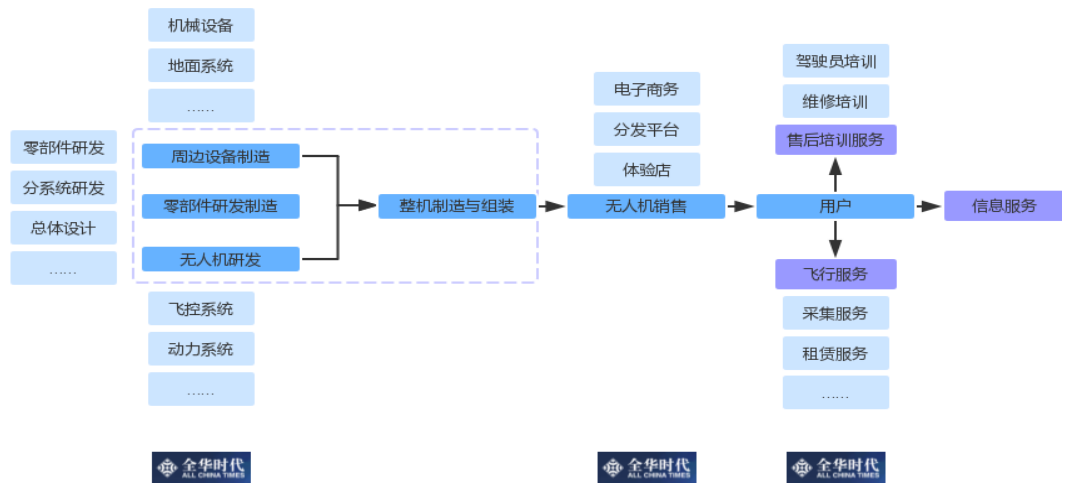 机械设备
地面系统
……
零部件研发
分系统研发
总体设计
……
周边设备制造
零部件研发制造
无人机研发
飞控系统
动力系统
……
整机制造与组装
电子商务
分发平台
体验店
无人机销售
驾驶员培训
维修培训
售后培训服务
用户
飞行服务
采集服务
租赁服务
……
信息服务
全华时代
ALL CHINA TIMES
全华时代
ALL CHINA TIMES
全华时代
ALL CHINA TIMES